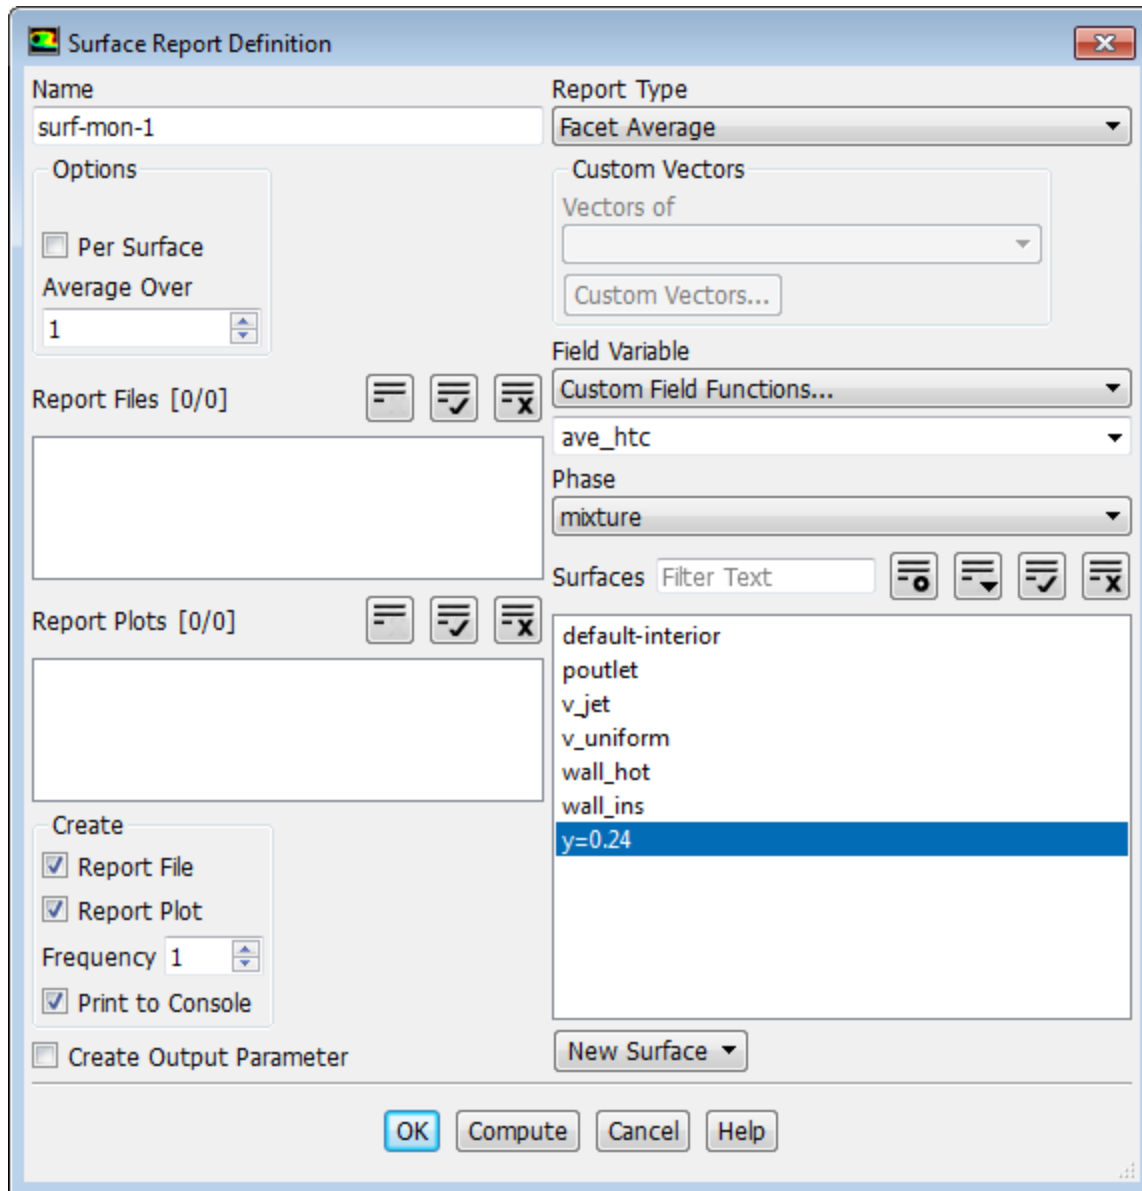 Surface Report Definition
Name
surf-mon-1
Options
Per Surface
Average Over
1
Report Files [0/0]
Report Plots [0/0]
Create
Report File
Report Plot
Frequency 1
Print to Console
Create Output Parameter
Report Type
Facet Average
Custom Vectors
Vectors of
Custom Vectors...
Field Variable
Custom Field Functions...
ave_htc
Phase
mixture
Surfaces Filter Text
default-interior
poutlet
v_jet
v_uniform
wall_hot
wall_ins
y=0.24
New Surface
OK Compute Cancel Help